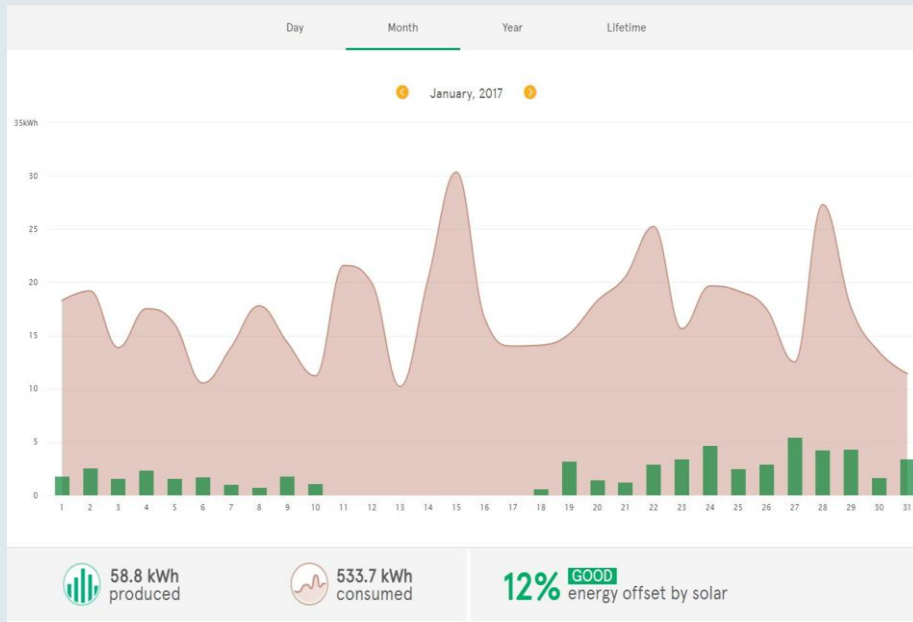 Day Month Year Lifetime
January, 2017
35kWh
30
25
20
15
10
5
0
1 2 3 4 5 6 7 8 9 10 11 12 13 14 15 16 17 18 19 20 21 22 23 24 25 26 27 28 29 30 31
58.8 kWh
produced
533.7 kWh
consumed
12% GOOD
energy offset by solar